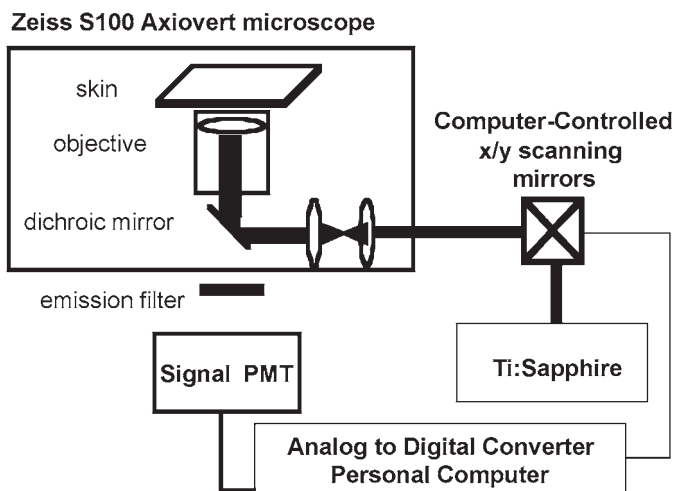 Zeiss S100 Axiovert microscope
skin
objective
dichroic mirror
emission filter
Computer-Controlled
x/y scanning
mirrors
Ti:Sapphire
Signal PMT
Analog to Digital Converter
Personal Computer